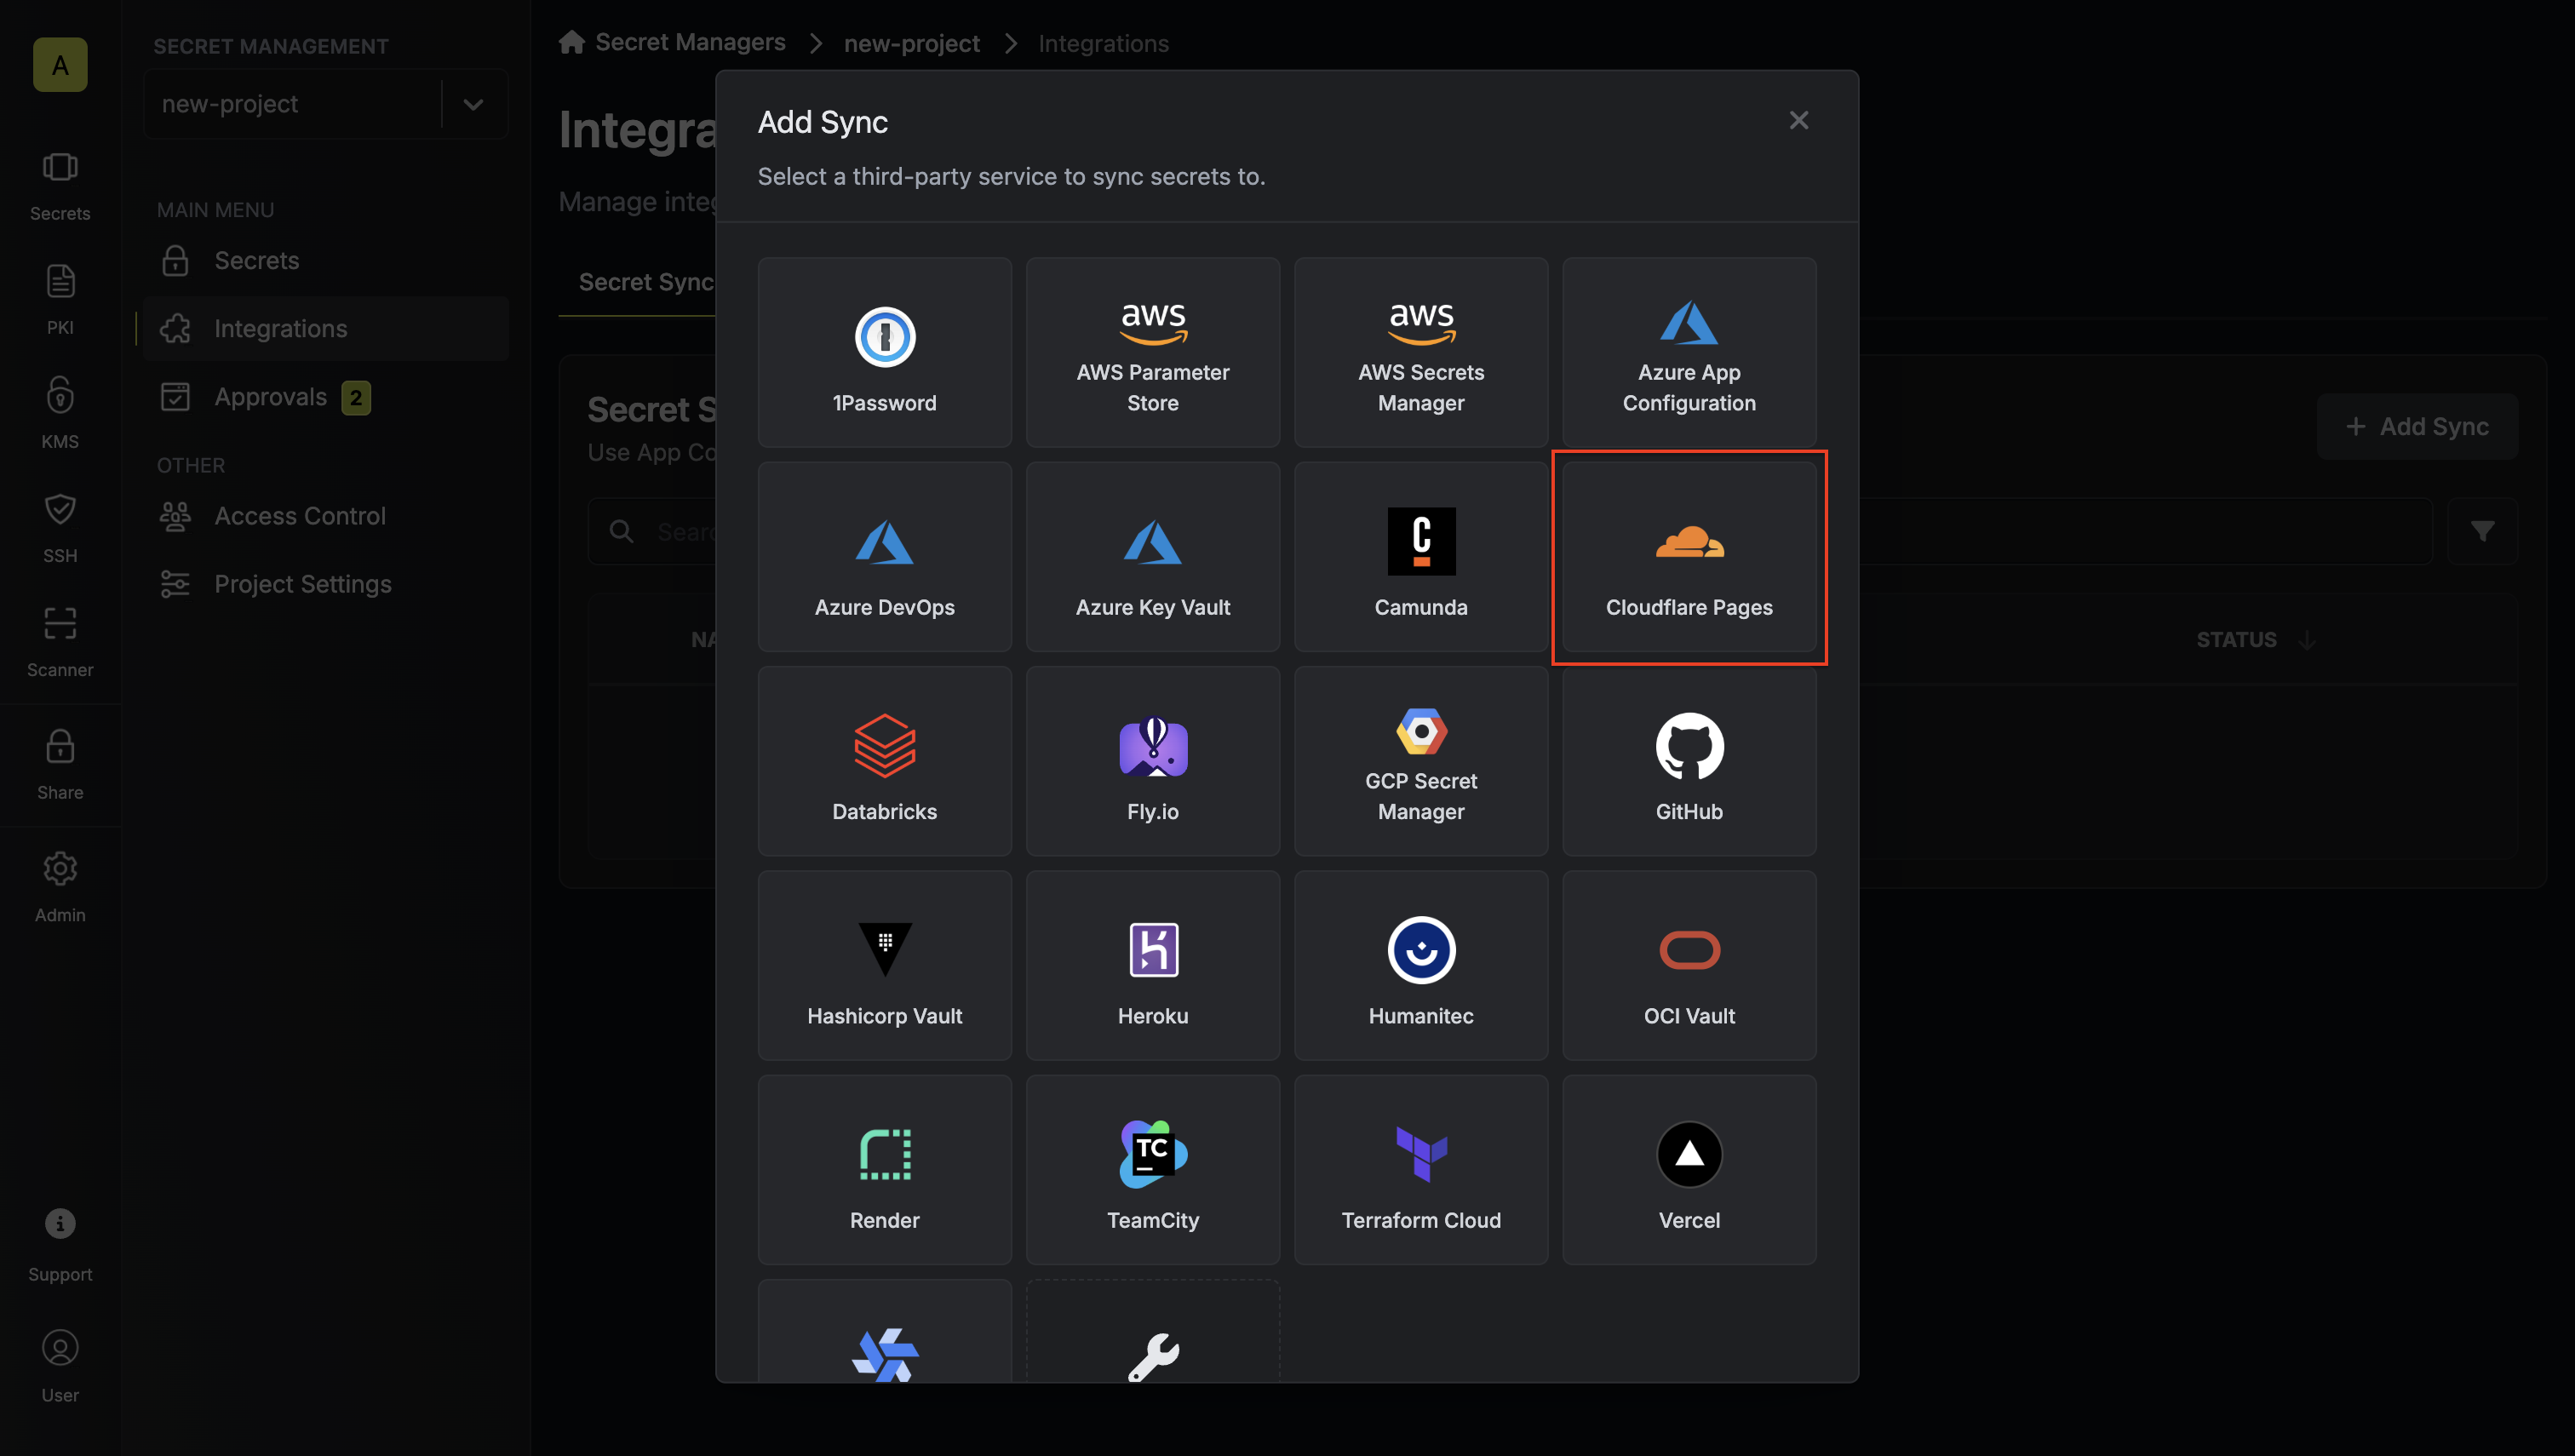 A
Secrets
PKI
KMS
SSH
Scanner
Share
Admin
Support
User
SECRET MANAGEMENT
new-project
MAIN MENU
Secrets
Integrations
Approvals 2
OTHER
Access Control
Project Settings
Secret Managers
new-project
Integrations
Integra
Manage integ
Secret Sync
Secret S
Use App Co
+ Add Sync
Searc
NA
STATUS
Add Sync
Select a third-party service to sync secrets to.
1Password
aws
AWS Parameter
Store
aws
AWS Secrets
Manager
Azure App
Configuration
Azure DevOps
Azure Key Vault
C
Camunda
Cloudflare Pages
Databricks
Fly.io
GCP Secret
Manager
GitHub
Hashicorp Vault
Heroku
Humanitec
OCI Vault
Render
TC
TeamCity
Terraform Cloud
Vercel